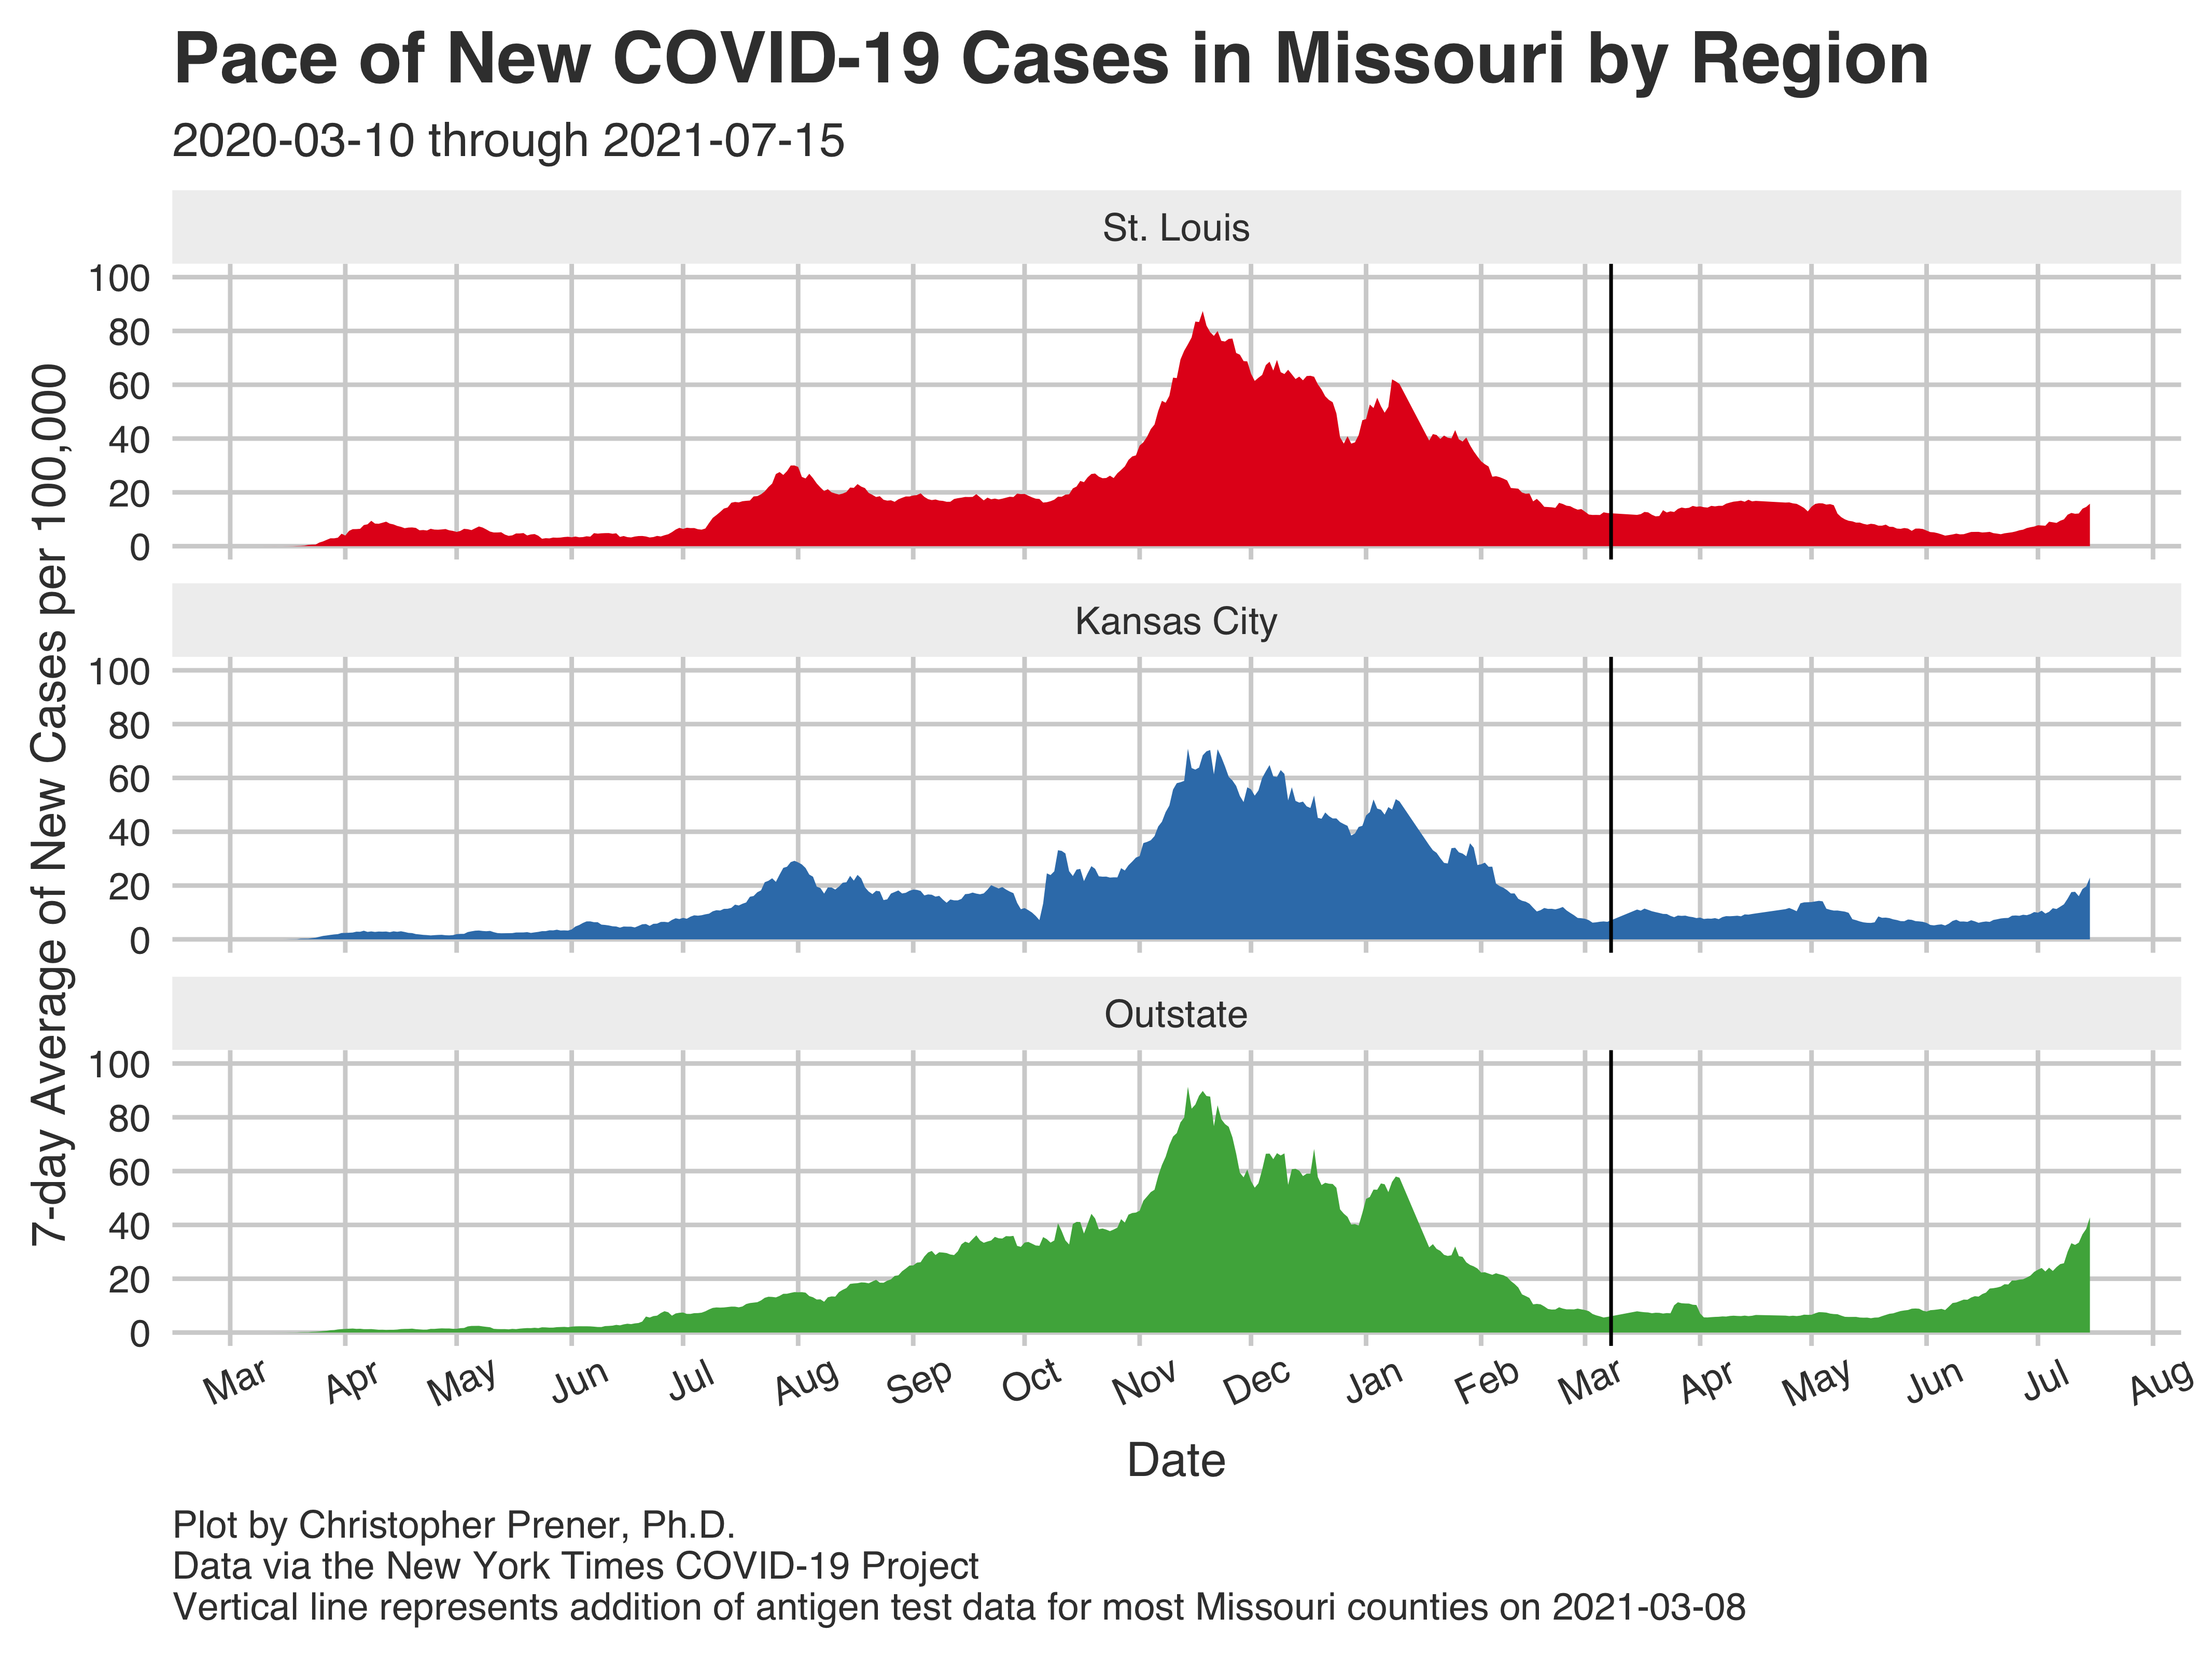 Pace of New COVID-19 Cases in Missouri by Region
2020-03-10 through 2021-07-15
7-day Average of New Cases per 100,000
St. Louis
100
80
60
40
20
0
Kansas City
100
80
60
40
20
0
Outstate
100
80
60
40
20
0
Mar Apr May Jun Jul Aug Sep Oct Nov Dec Jan Feb Mar Apr May Jun Jul Aug
Date
Plot by Christopher Prener, Ph.D.
Data via the New York Times COVID-19 Project
Vertical line represents addition of antigen test data for most Missouri counties on 2021-03-08